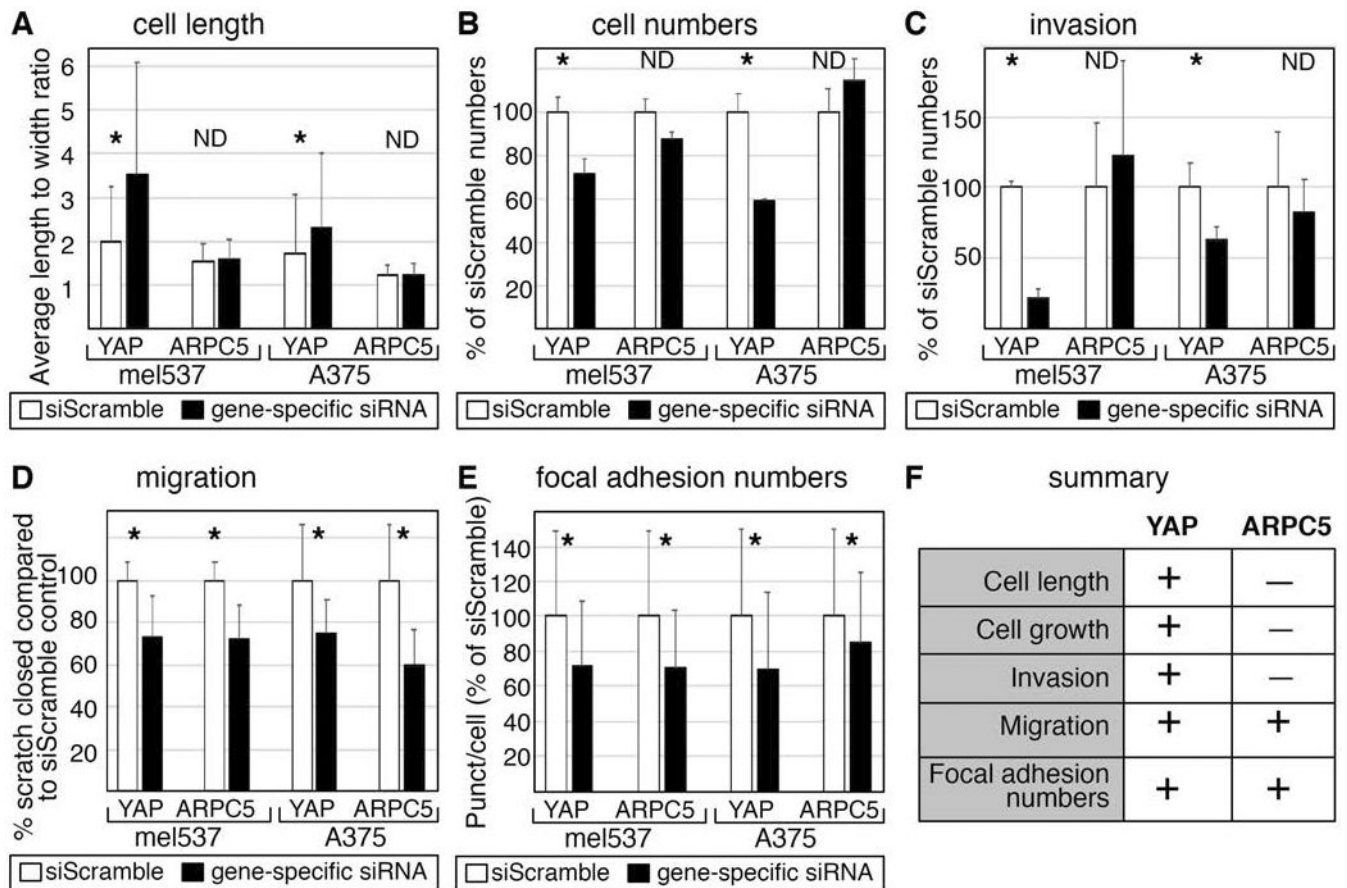 A cell length
Average length to width ratio
6
5
4
3
2
1
* ND * ND
YAP ARPC5 YAP ARPC5
mel537 A375
siScramble gene-specific siRNA
B cell numbers
% of siScramble numbers
100
80
60
40
20
* ND * ND
YAP ARPC5 YAP ARPC5
mel537 A375
siScramble gene-specific siRNA
C invasion
% of siScramble numbers
150
100
50
* ND * ND
YAP ARPC5 YAP ARPC5
mel537 A375
siScramble gene-specific siRNA
D migration
% scratch closed compared
to siScramble control
100
80
60
40
20
* * * *
YAP ARPC5 YAP ARPC5
mel537 A375
siScramble gene-specific siRNA
E focal adhesion numbers
Punct/cell (% of siScramble)
140
120
100
80
60
40
20
* * * *
YAP ARPC5 YAP ARPC5
mel537 A375
siScramble gene-specific siRNA
F summary
YAP ARPC5
Cell length + —
Cell growth + —
Invasion + —
Migration + +
Focal adhesion
numbers + +